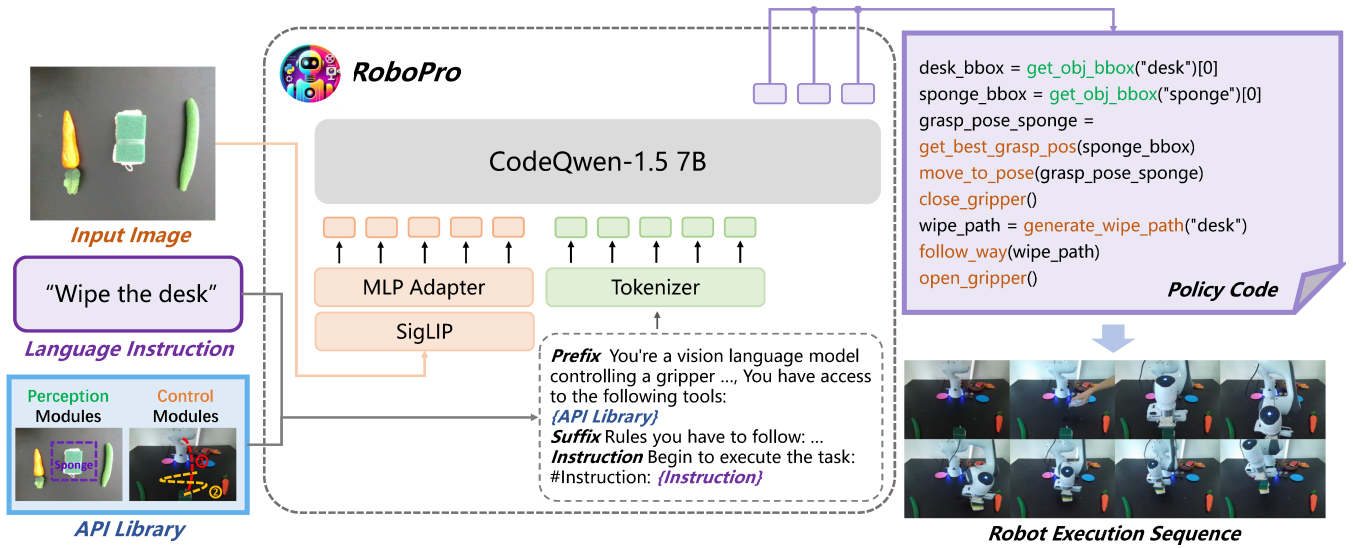 RoboPro
Input Image
“Wipe the desk”
Language Instruction
Perception
Modules
Control
Modules
Sponge
①
②
API Library
CodeQwen-1.5 7B
MLP Adapter
SigLIP
Tokenizer
Prefix You're a vision language model
controlling a gripper ..., You have access
to the following tools:
{API Library}
Suffix Rules you have to follow: ...
Instruction Begin to execute the task:
#Instruction: {Instruction}
desk_bbox = get_obj_bbox("desk")[0]
sponge_bbox = get_obj_bbox("sponge")[0]
grasp_pose_sponge =
get_best_grasp_pos(sponge_bbox)
move_to_pose(grasp_pose_sponge)
close_gripper()
wipe_path = generate_wipe_path("desk")
follow_way(wipe_path)
open_gripper()
Policy Code
Robot Execution Sequence